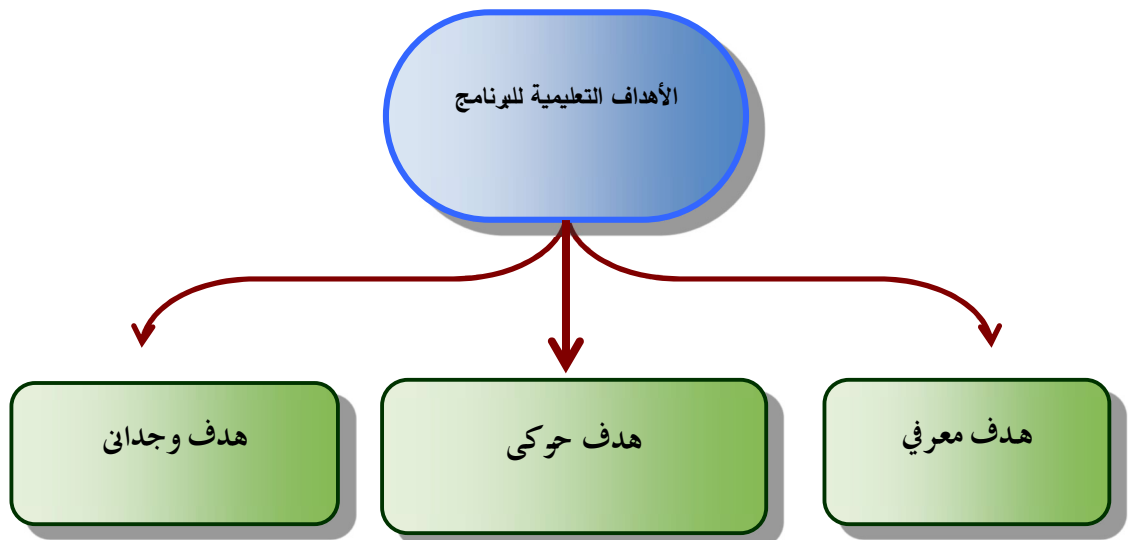 الأهداف التعليمية للبرنامج
هدف معرفي
هدف حركى
هدف وجدانى